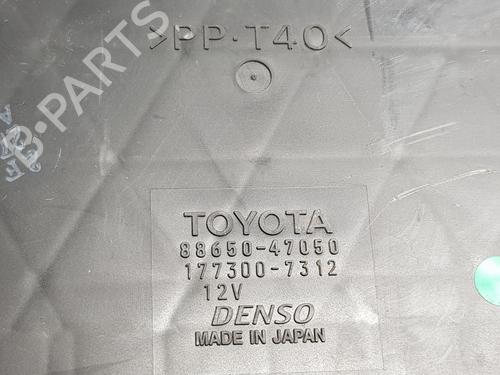 >PP-T40<
B-PARTS
TOYOTA
88650-47050
177300-7312
12V
DENSO
MADE IN JAPAN